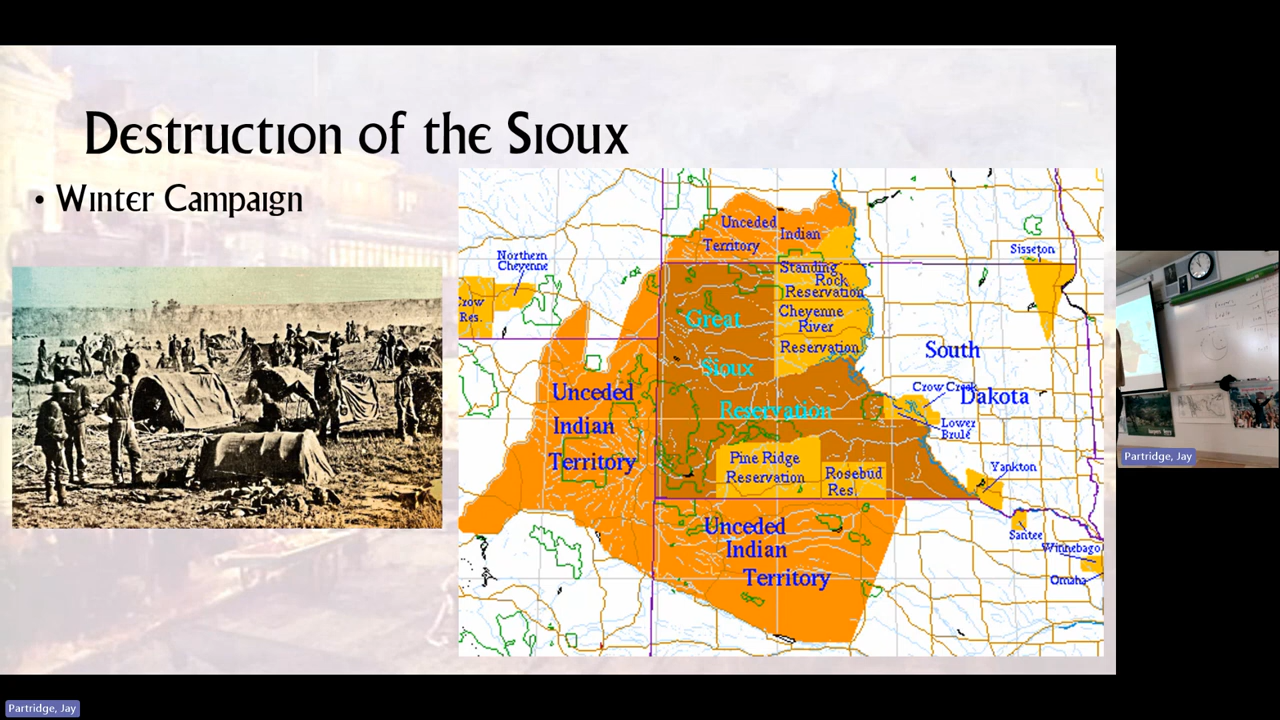 Destruction of the Sioux
• Winter Campaign
Unceded
Indian
Territory
Northern
Cheyenne
Crow
Res.
Sisseton
Standing
Rock
Reservation
Great
Cheyenne
River
Reservation
Sioux
Reservation
South
Dakota
Crow Creek
Lower
Brulé
Unceded
Indian
Territory
Pine Ridge
Reservation
Rosebud
Res.
Yankton
Santee
Winnebago
Omaha
Unceded
Indian
Territory
Partridge, Jay
Partridge, Jay